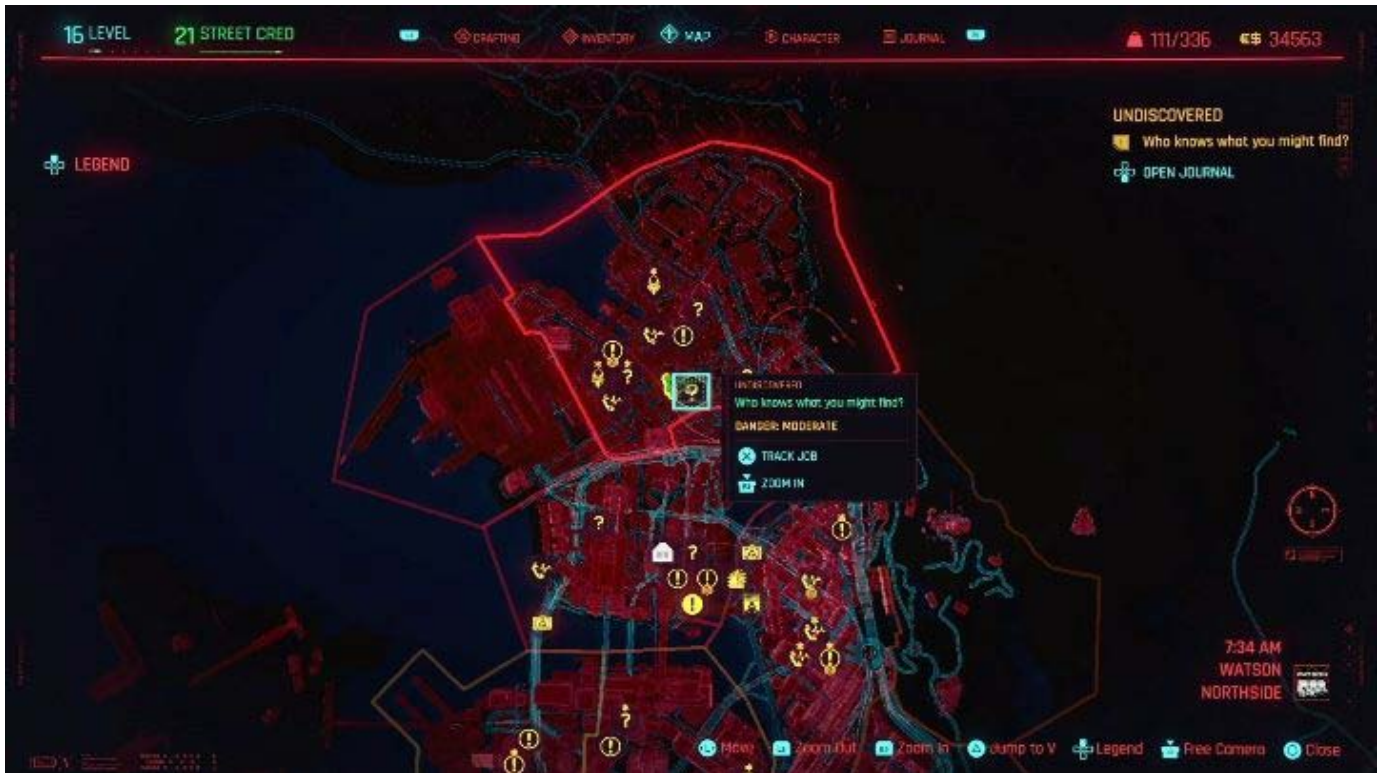 16 LEVEL
21 STREET CRED
CRAFTING
INVENTORY
MAP
CHARACTER
JOURNAL
111/336
€$ 34563
LEGEND
UNDISCOVERED
Who knows what you might find?
OPEN JOURNAL
UNDISCOVERED
Who knows what you might find?
DANGER: MODERATE
TRACK JOB
ZOOM IN
7:34 AM
WATSON
NORTHSIDE
Move
Zoom Out
Zoom In
Jump to V
Legend
Free Camera
Close